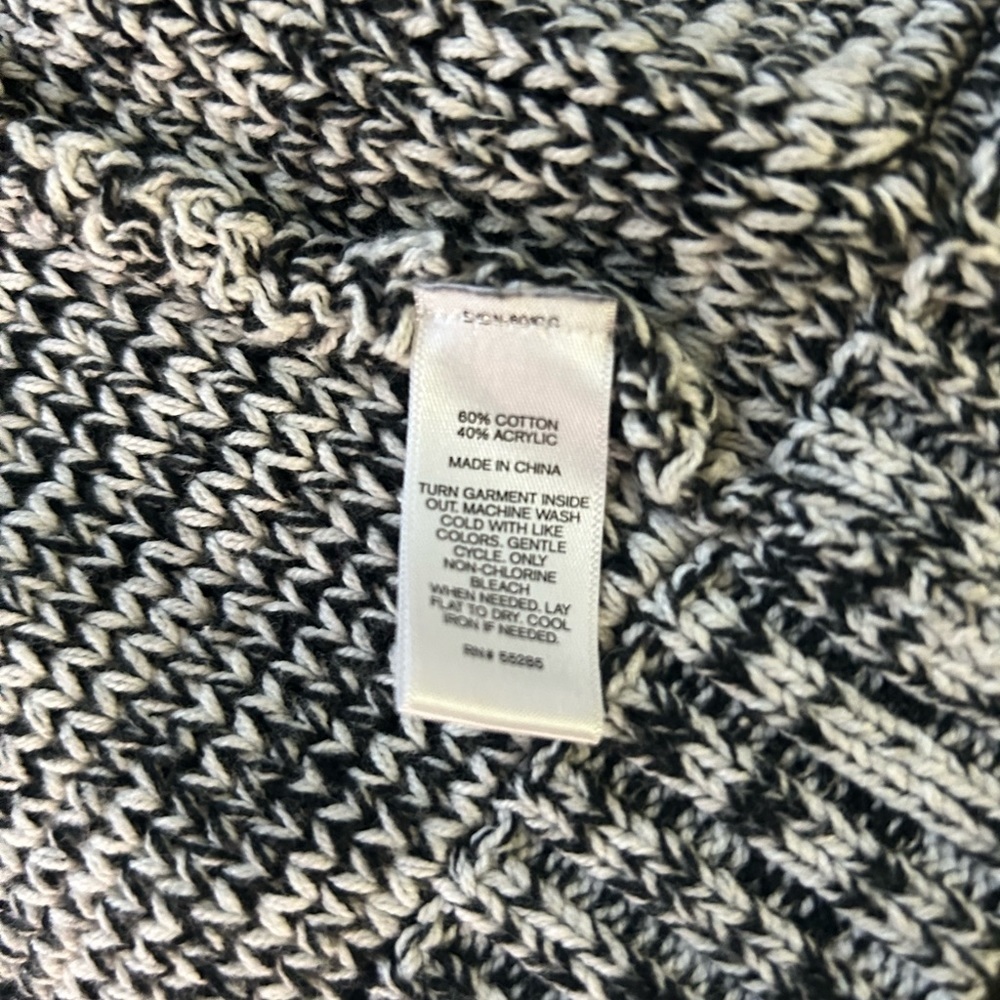 60% COTTON
40% ACRYLIC
MADE IN CHINA
TURN GARMENT INSIDE
OUT. MACHINE WASH
COLD WITH LIKE
COLORS. GENTLE
CYCLE. ONLY
NON-CHLORINE
BLEACH
WHEN NEEDED. LAY
FLAT TO DRY. COOL
IRON IF NEEDED.
RN# 55285